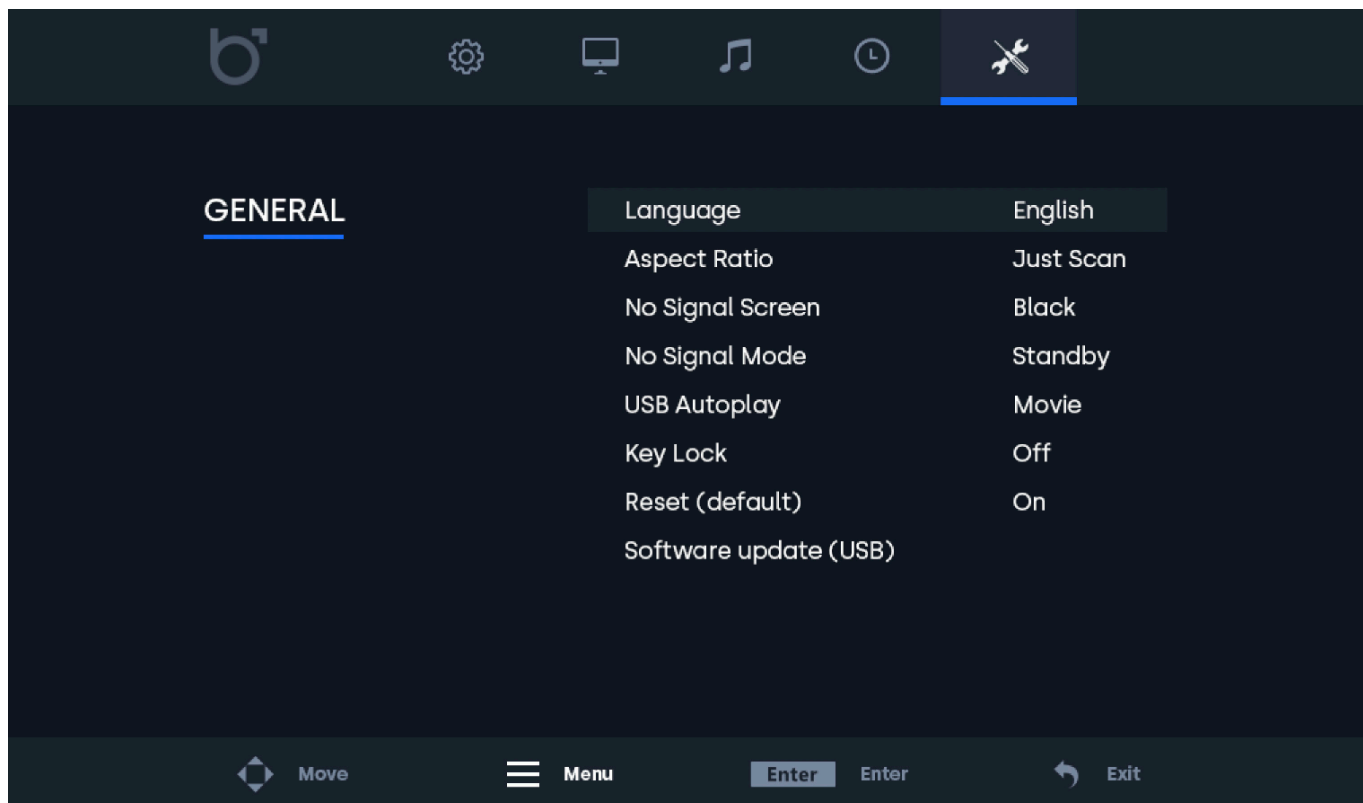 GENERAL
Language English
Aspect Ratio Just Scan
No Signal Screen Black
No Signal Mode Standby
USB Autoplay Movie
Key Lock Off
Reset (default) On
Software update (USB)
Move Menu Enter Enter Exit